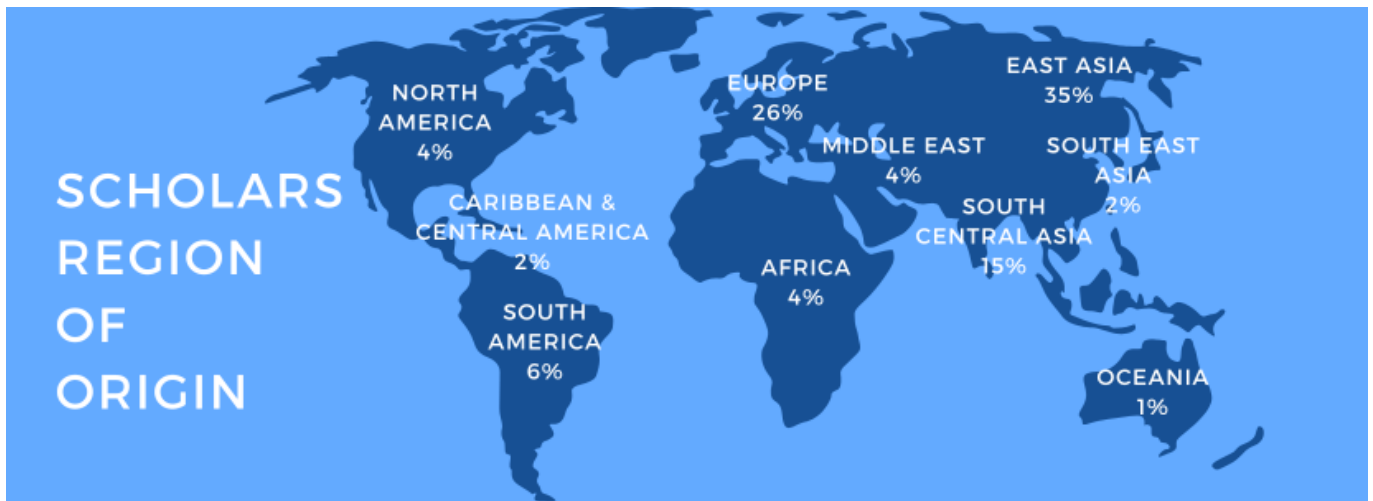 SCHOLARS
REGION
OF
ORIGIN
NORTH
AMERICA
4%
CARIBBEAN &
CENTRAL AMERICA
2%
SOUTH
AMERICA
6%
EUROPE
26%
AFRICA
4%
MIDDLE EAST
4%
EAST ASIA
35%
SOUTH EAST
ASIA
2%
SOUTH
CENTRAL ASIA
15%
OCEANIA
1%